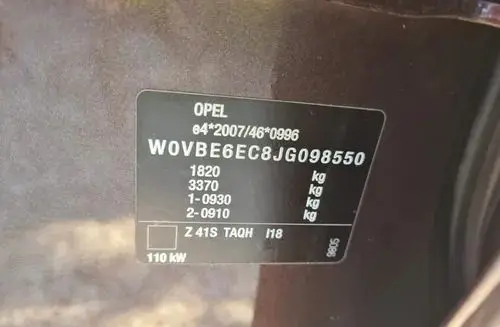 OPEL
e4*2007/46*0996
W0VBE6EC8JG098550
1820 kg
3370 kg
1-0930 kg
2-0910 kg
Z 41S TAQH I18
110 kW
9805